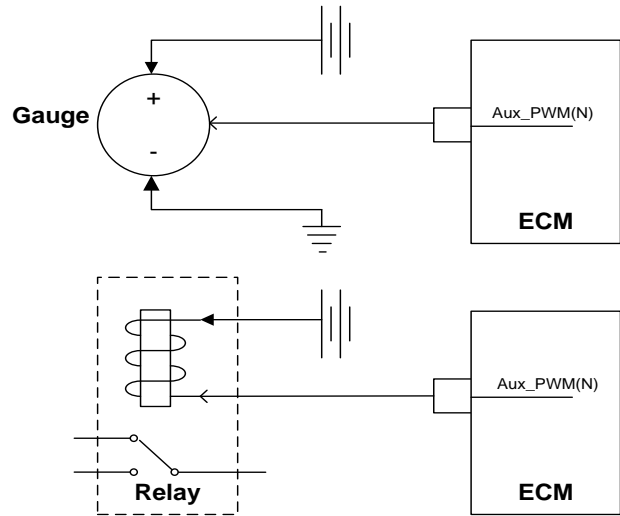 Gauge
+
-
Aux_PWM(N)
ECM
Aux_PWM(N)
Relay
ECM